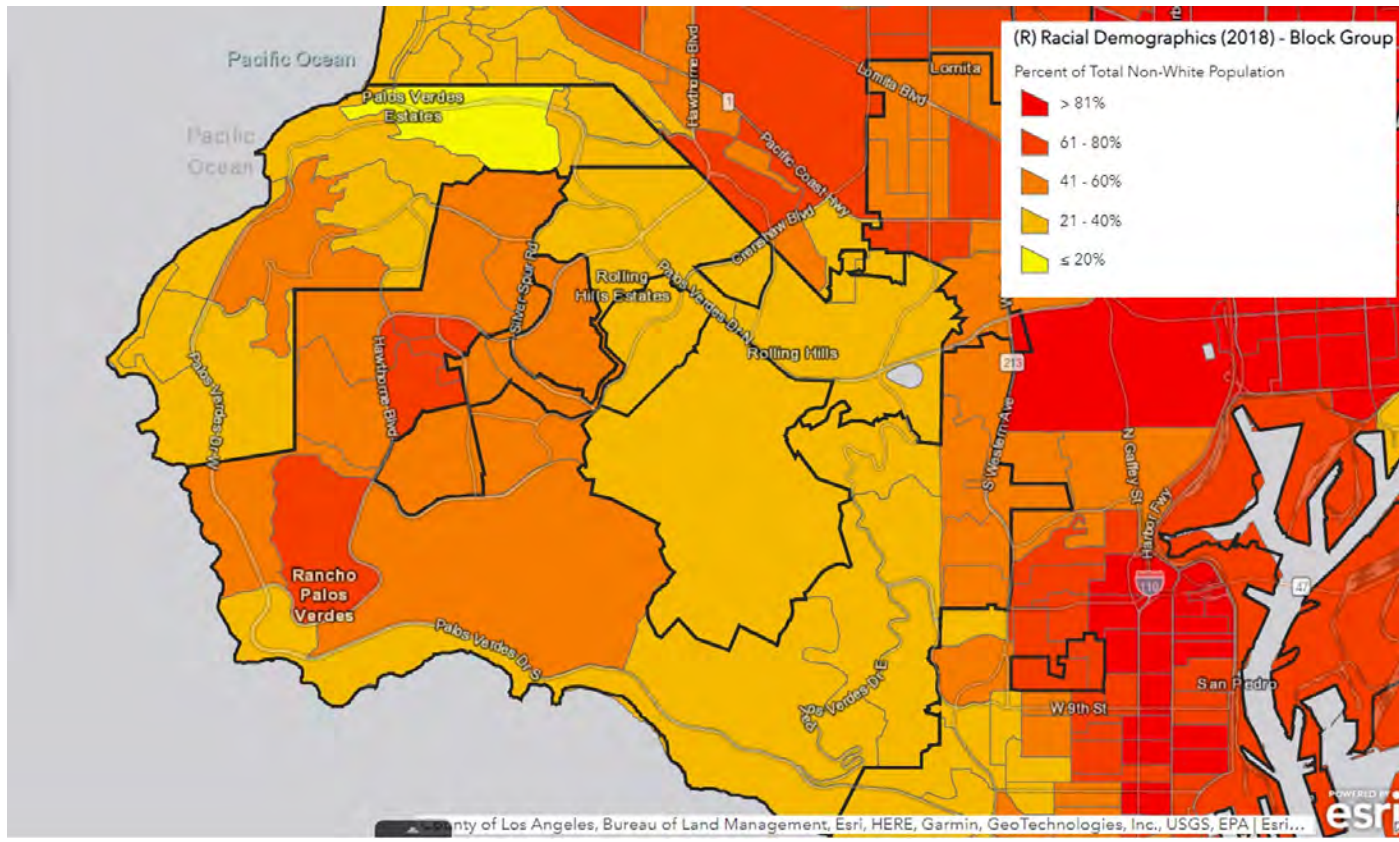 (R) Racial Demographics (2018) - Block Group
Percent of Total Non-White Population
> 81%
61 - 80%
41 - 60%
21 - 40%
≤ 20%
Pacific Ocean
Pacific
Ocean
Palos Verdes
Estates
Hawthorne Blvd
1
Lomita Blvd
Lomita
Pacific Coast Hwy
Crenshaw Blvd
Silver Spur Rd
Rolling
Hills Estates
Palos Verdes Dr N
Rolling Hills
Hawthorne Blvd
Palos Verdes Dr W
213
S Western Ave
N Gaffey St
Harbor Fwy
110
47
Rancho
Palos
Verdes
Palos Verdes Dr S
Palos Verdes Dr E
San Pedro
W 9th St
County of Los Angeles, Bureau of Land Management, Esri, HERE, Garmin, GeoTechnologies, Inc., USGS, EPA | Esri...
POWERED BY
esri